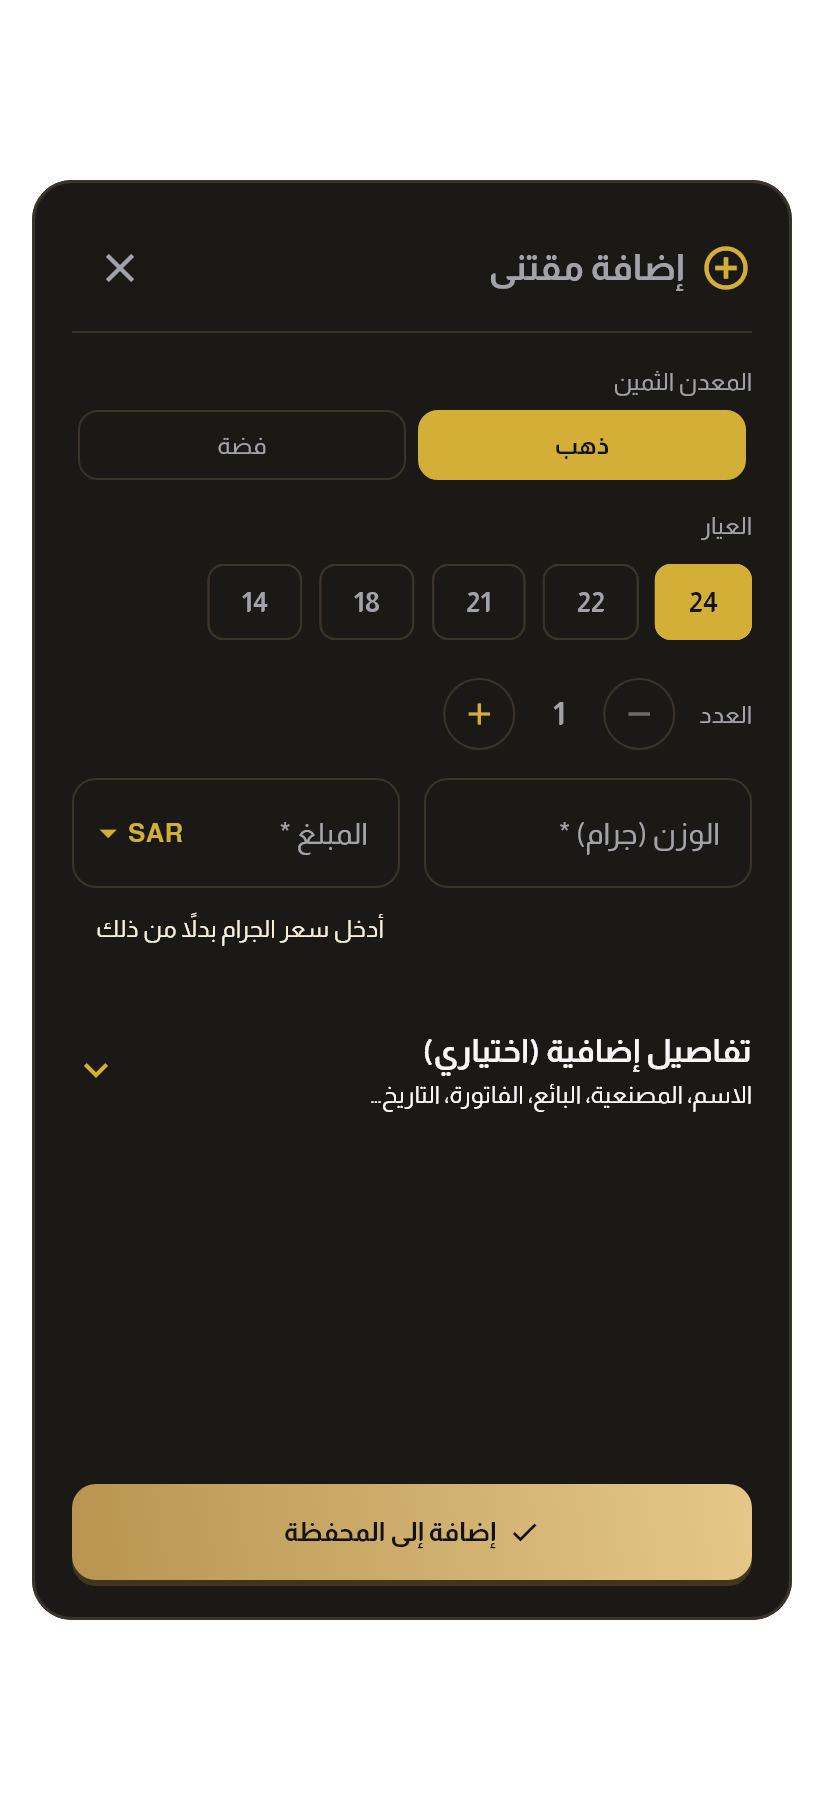 إضافة مقتنى
المعدن الثمين
ذهب
فضة
العيار
24
22
21
18
14
العدد
1
الوزن (جرام) *
المبلغ *
SAR
أدخل سعر الجرام بدلاً من ذلك
تفاصيل إضافية (اختياري)
الاسم، المصنعية، البائع، الفاتورة، التاريخ...
إضافة إلى المحفظة